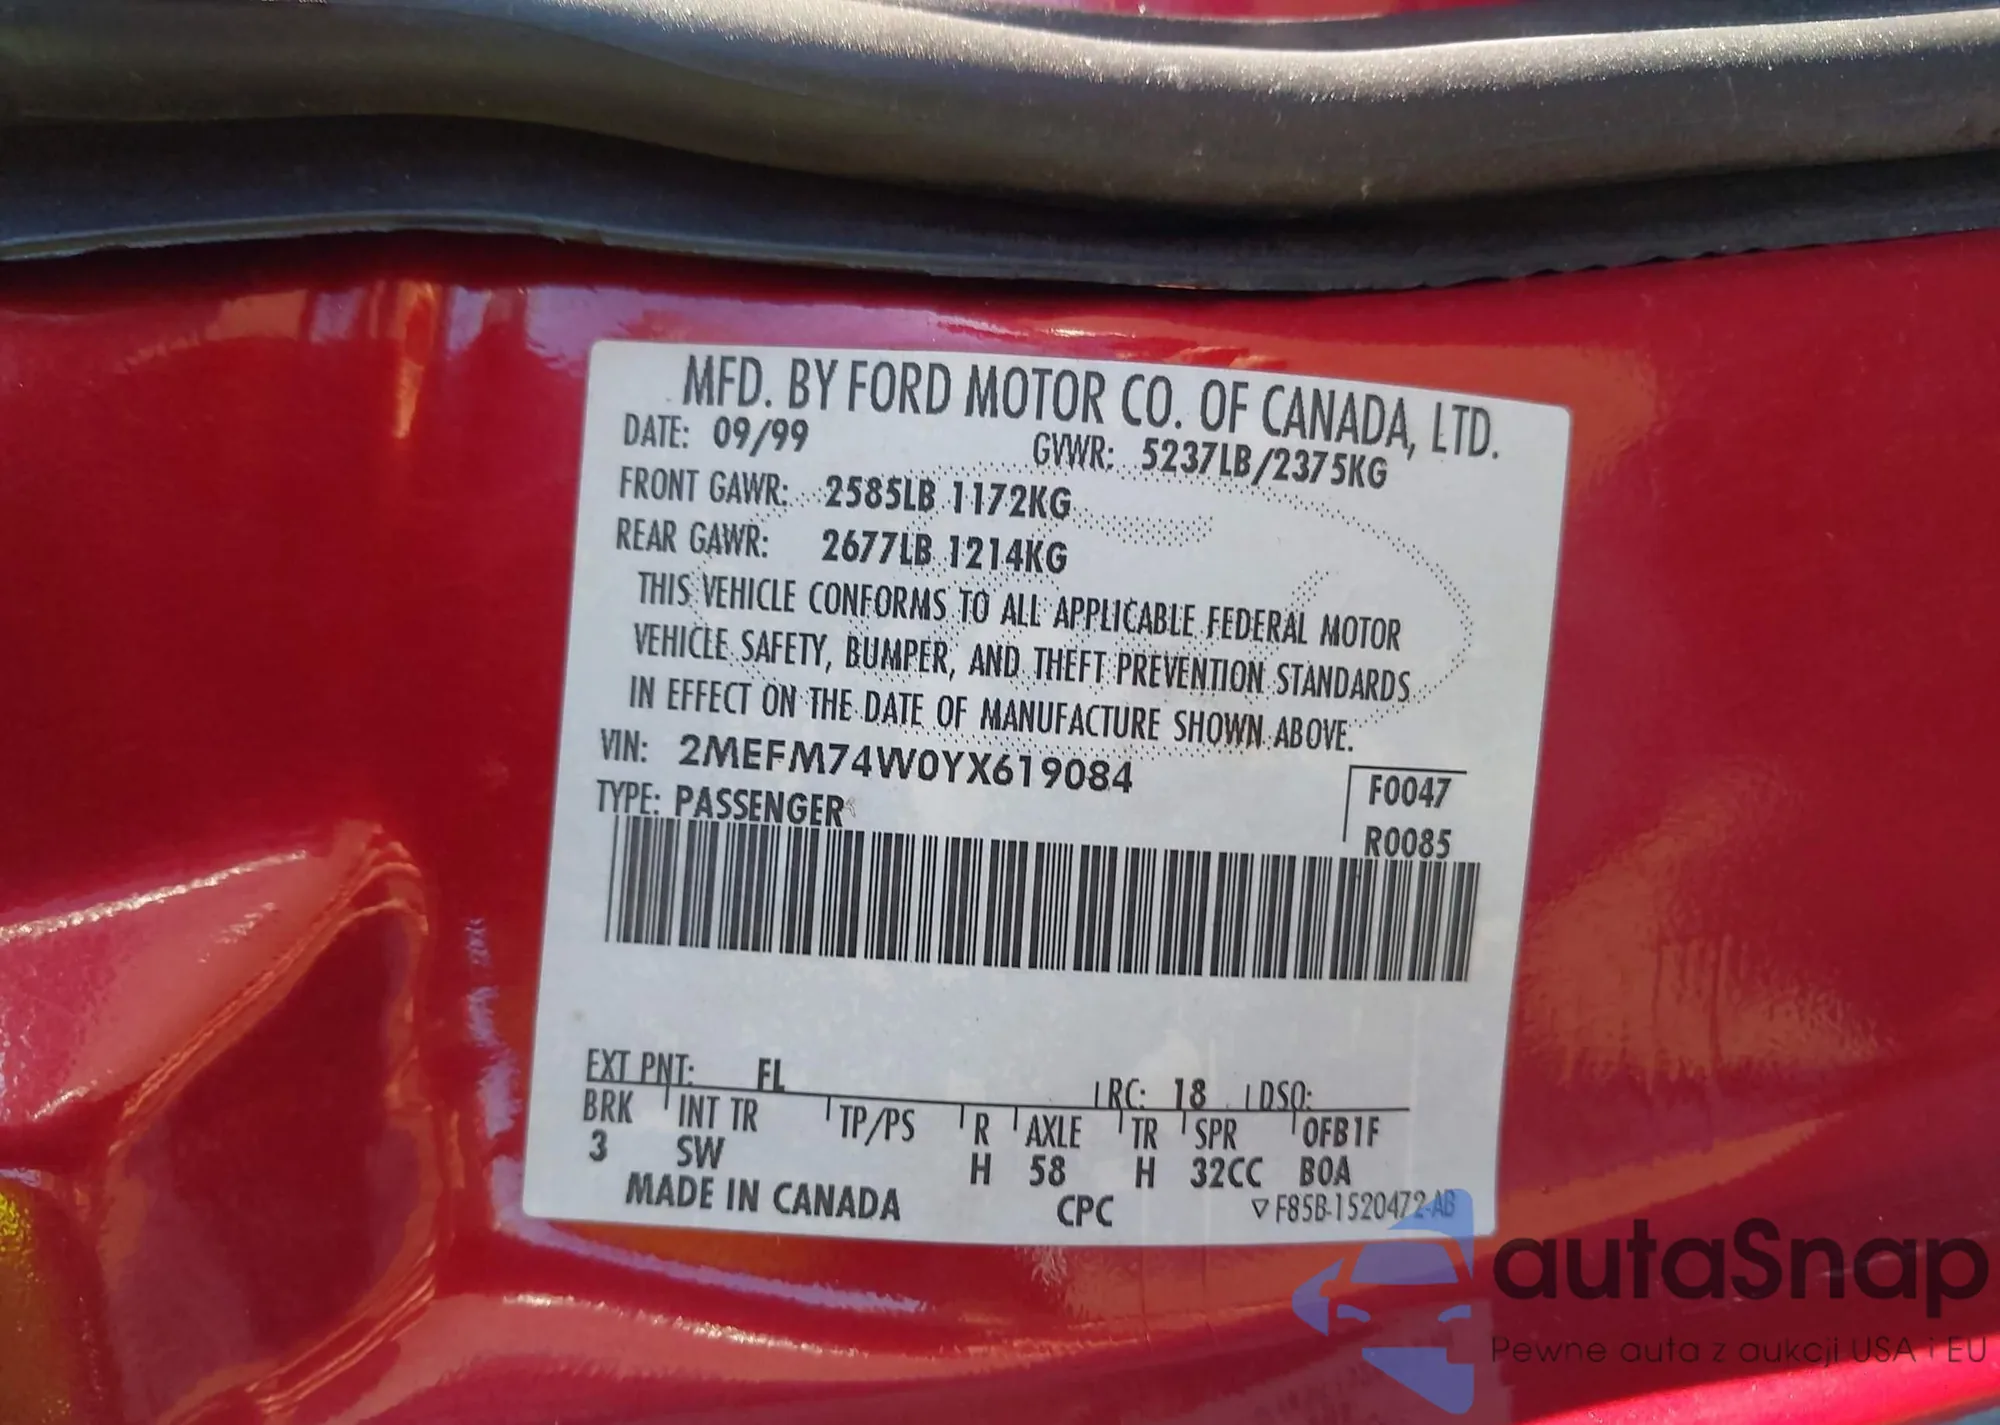 MFD. BY FORD MOTOR CO. OF CANADA, LTD.
DATE: 09/99 GVWR: 5237LB/2375KG
FRONT GAWR: 2585LB 1172KG
REAR GAWR: 2677LB 1214KG
THIS VEHICLE CONFORMS TO ALL APPLICABLE FEDERAL MOTOR
VEHICLE SAFETY, BUMPER, AND THEFT PREVENTION STANDARDS
IN EFFECT ON THE DATE OF MANUFACTURE SHOWN ABOVE.
VIN: 2MEFM74W0YX619084 F0047
TYPE: PASSENGER R0085
EXT PNT: FL RC: 18 DSO:
BRK INT TR TP/PS R AXLE TR SPR 0FB1F
3 SW H 58 H 32CC B0A
MADE IN CANADA CPC ▽F85B-1520472-AB
autaSnap
Pewne auta z aukcji USA i EU